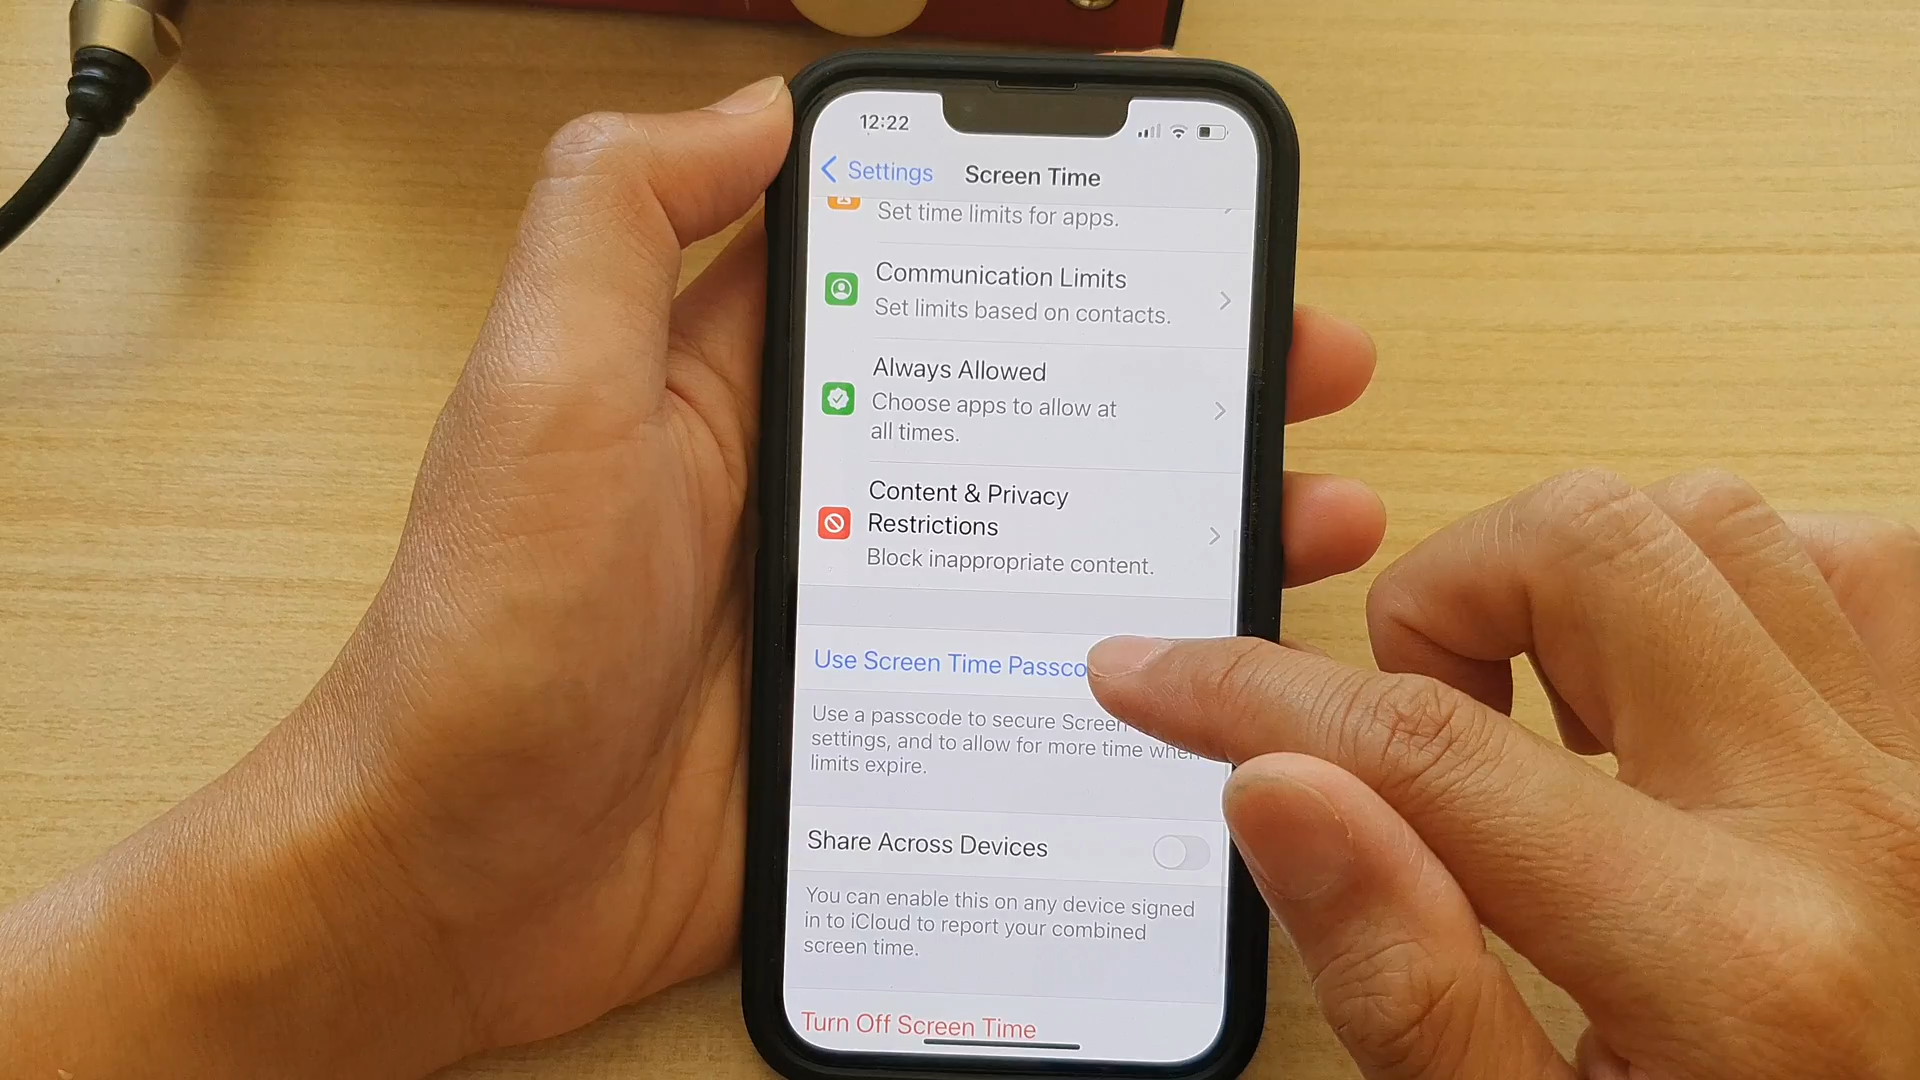 12:22
Settings Screen Time
Set time limits for apps.
Communication Limits
Set limits based on contacts.
Always Allowed
Choose apps to allow at
all times.
Content & Privacy
Restrictions
Block inappropriate content.
Use Screen Time
Use a passcode to secure Screen
settings, and to allow for more time when
limits expire.
Share Across Devices
You can enable this on any device signed
in to iCloud to report your combined
screen time.
Turn Off Screen Time